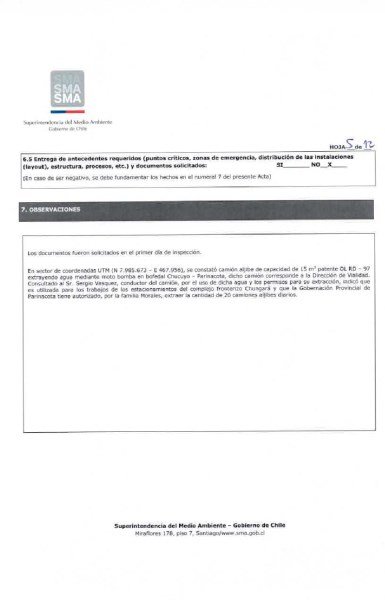 SMA
SMA
SMA
Superintendencia del Medio Ambiente
Gobierno de Chile
HOJA 5 de 12
6.5 Entrega de antecedentes requeridos (puntos críticos, zonas de emergencia, distribución de las instalaciones
(layout), estructura, procesos, etc.) y documentos solicitados: SI______ NO__X____
(En caso de ser negativo, se debe fundamentar los hechos en el numeral 7 del presente Acta)
7. OBSERVACIONES
Los documentos fueron solicitados en el primer día de inspección.
En sector de coordenadas UTM (N 7.985.672 – E 467.956), se constató camión aljibe de capacidad de 15 m³ patente DL RD – 97
extrayendo agua mediante moto bomba en bofedal Chucuyo – Parinacota, dicho camión corresponde a la Dirección de Vialidad.
Consultado al Sr. Sergio Vasquez, conductor del camión, por el uso de dicha agua y los permisos para su extracción, indicó que
es utilizada para los trabajos de los estacionamientos del complejo fronterizo Chungará y que la Gobernación Provincial de
Parinacota tiene autorizado, por la familia Morales, extraer la cantidad de 20 camiones aljibes diarios.
Superintendencia del Medio Ambiente – Gobierno de Chile
Miraflores 178, piso 7, Santiago/www.sma.gob.cl